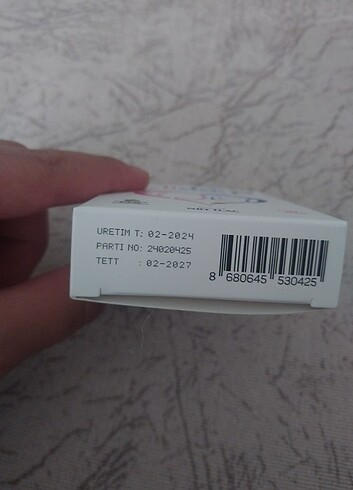 URETIM T: 02-2024
PARTI NO: 24020425
TETT : 02-2027
8 680645 530425